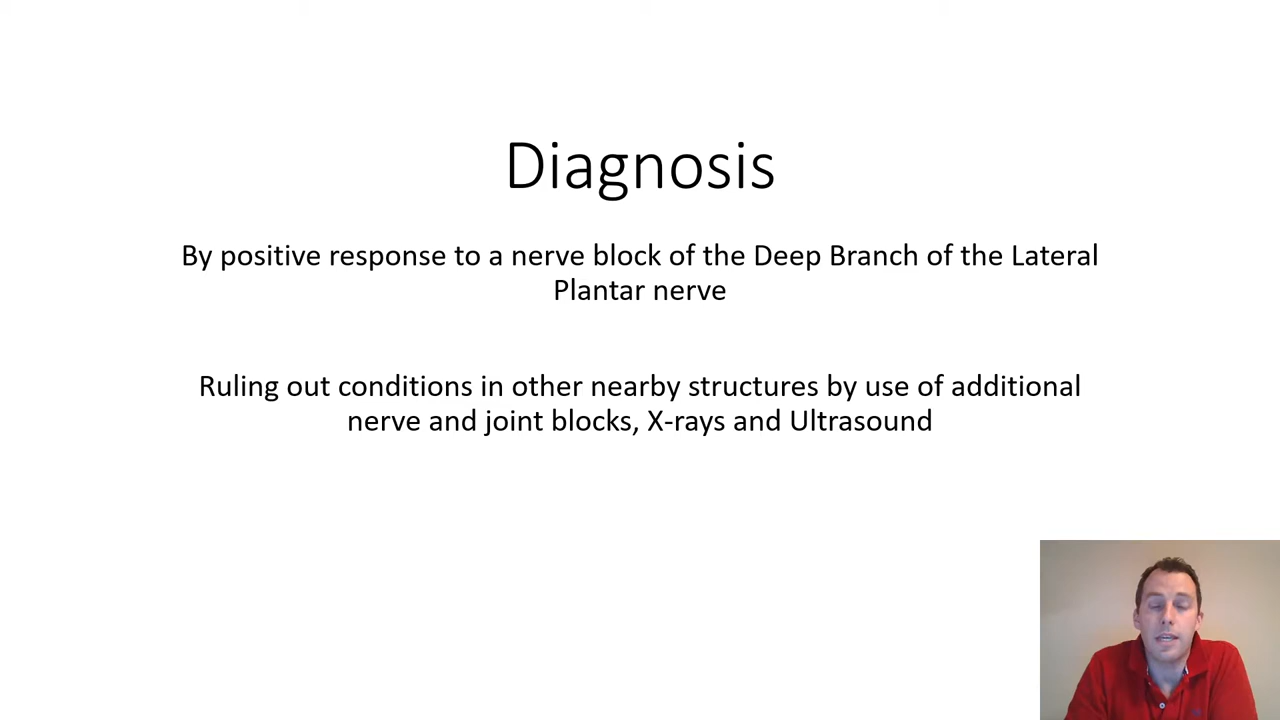 Diagnosis
By positive response to a nerve block of the Deep Branch of the Lateral
Plantar nerve
Ruling out conditions in other nearby structures by use of additional
nerve and joint blocks, X-rays and Ultrasound